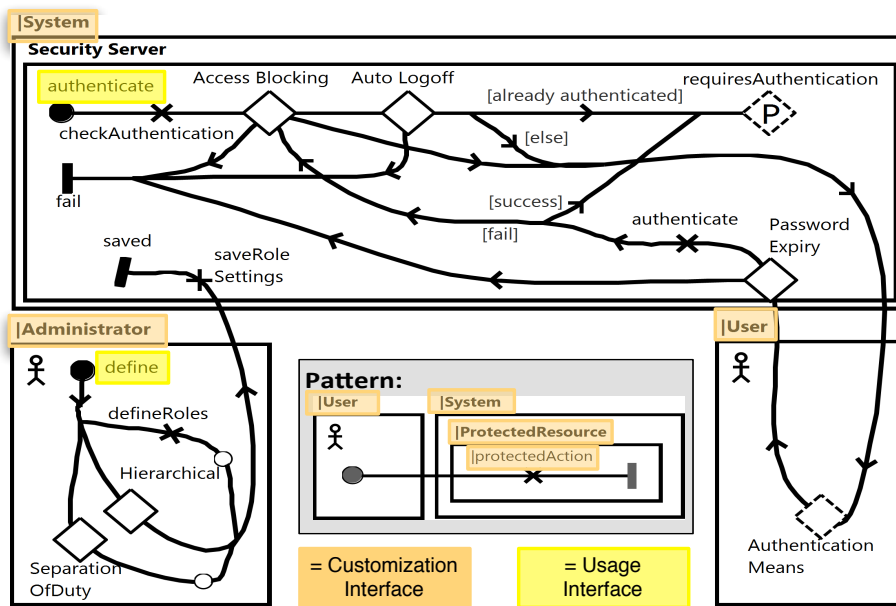 |System
Security Server
authenticate
Access Blocking
Auto Logoff
requiresAuthentication
[already authenticated]
P
checkAuthentication
[else]
fail
[success]
[fail]
authenticate
Password
Expiry
saved
saveRole
Settings
|Administrator
|User
define
defineRoles
Hierarchical
Separation
OfDuty
Pattern:
|User
|System
|ProtectedResource
|protectedAction
Authentication
Means
= Customization
Interface
= Usage
Interface